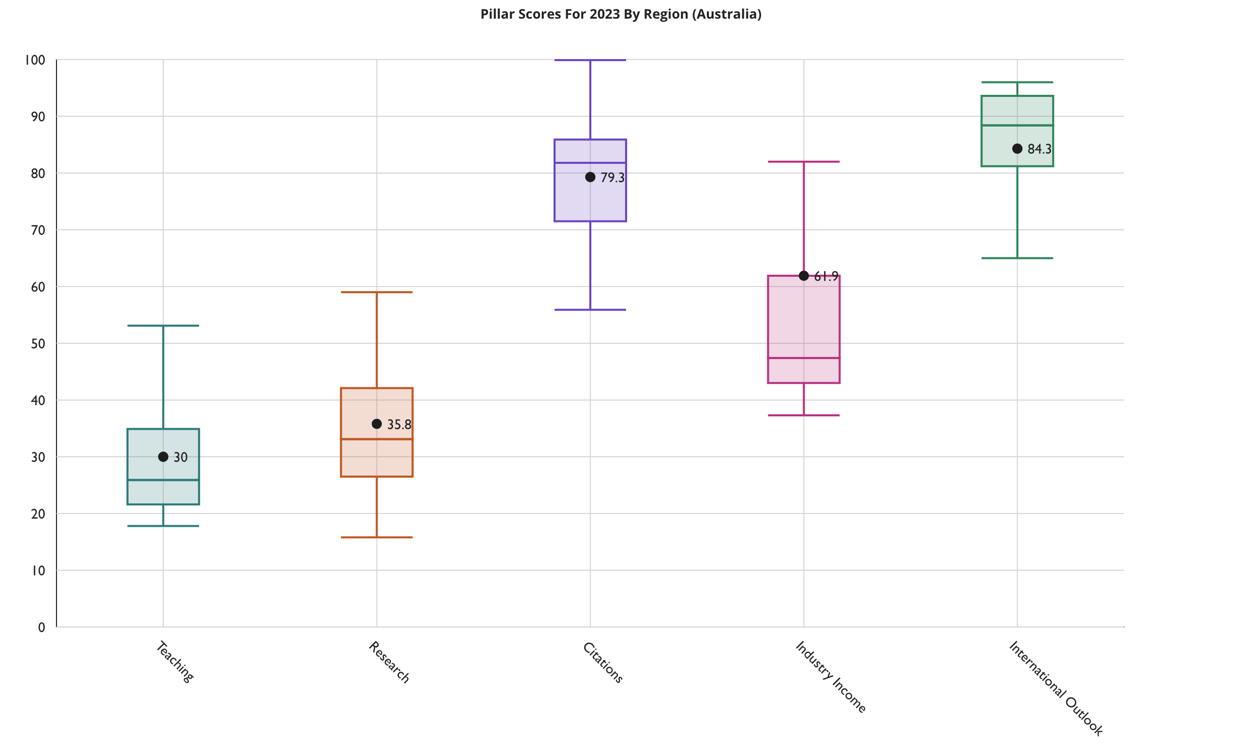 Pillar Scores For 2023 By Region (Australia)
100
90
80
70
60
50
40
30
20
10
0
30
35.8
79.3
61.9
84.3
Teaching
Research
Citations
Industry Income
International Outlook